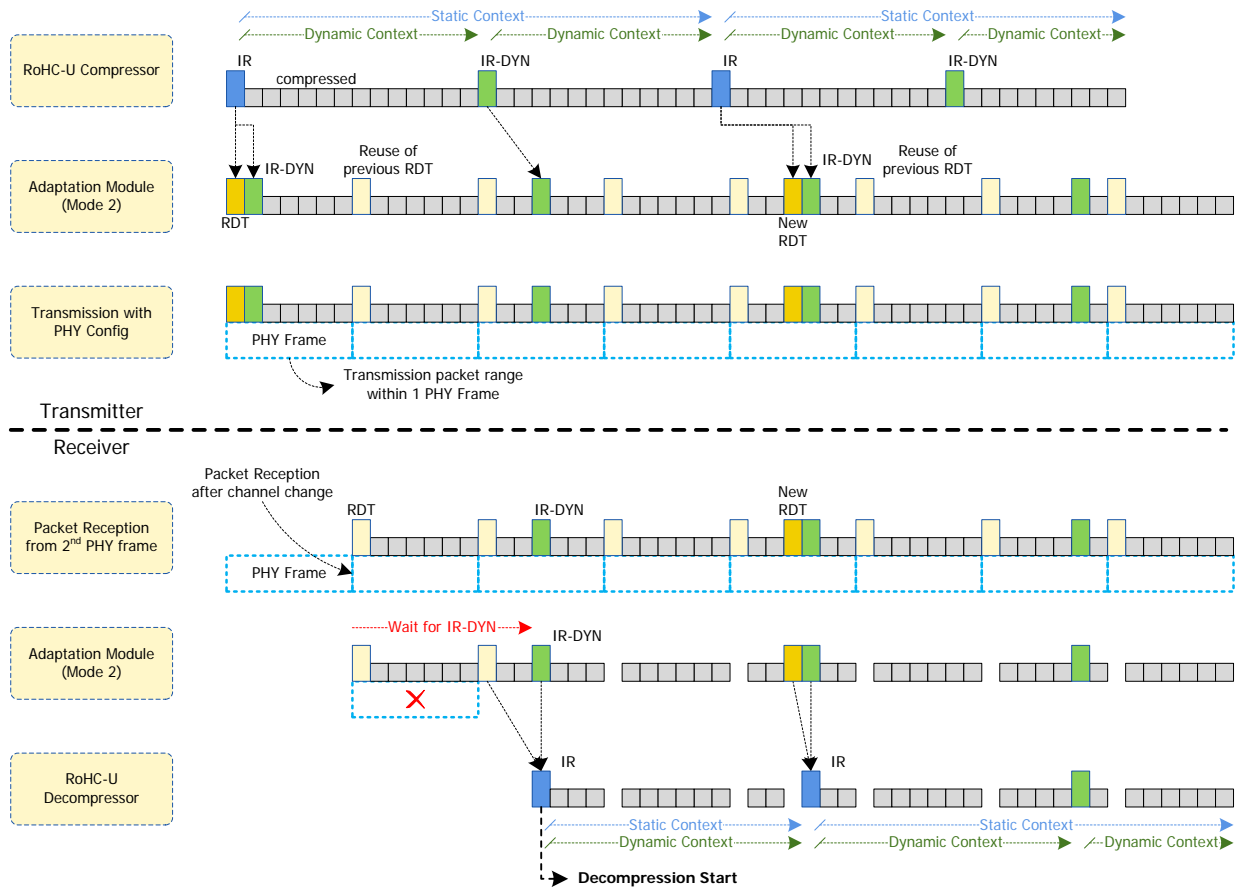 Static Context
Static Context
Dynamic Context
Dynamic Context
Dynamic Context
Dynamic Context
RoHC-U Compressor
IR
compressed
IR-DYN
IR
IR-DYN
Adaptation Module
(Mode 2)
IR-DYN
Reuse of
previous RDT
IR-DYN
Reuse of
previous RDT
RDT
New
RDT
Transmission with
PHY Config
PHY Frame
Transmission packet range
within 1 PHY Frame
Transmitter
Receiver
Packet Reception
after channel change
Packet Reception
from 2nd PHY frame
RDT
IR-DYN
New
RDT
PHY Frame
Adaptation Module
(Mode 2)
Wait for IR-DYN
IR-DYN
RoHC-U
Decompressor
IR
IR
Static Context
Static Context
Dynamic Context
Dynamic Context
Dynamic Context
Decompression Start